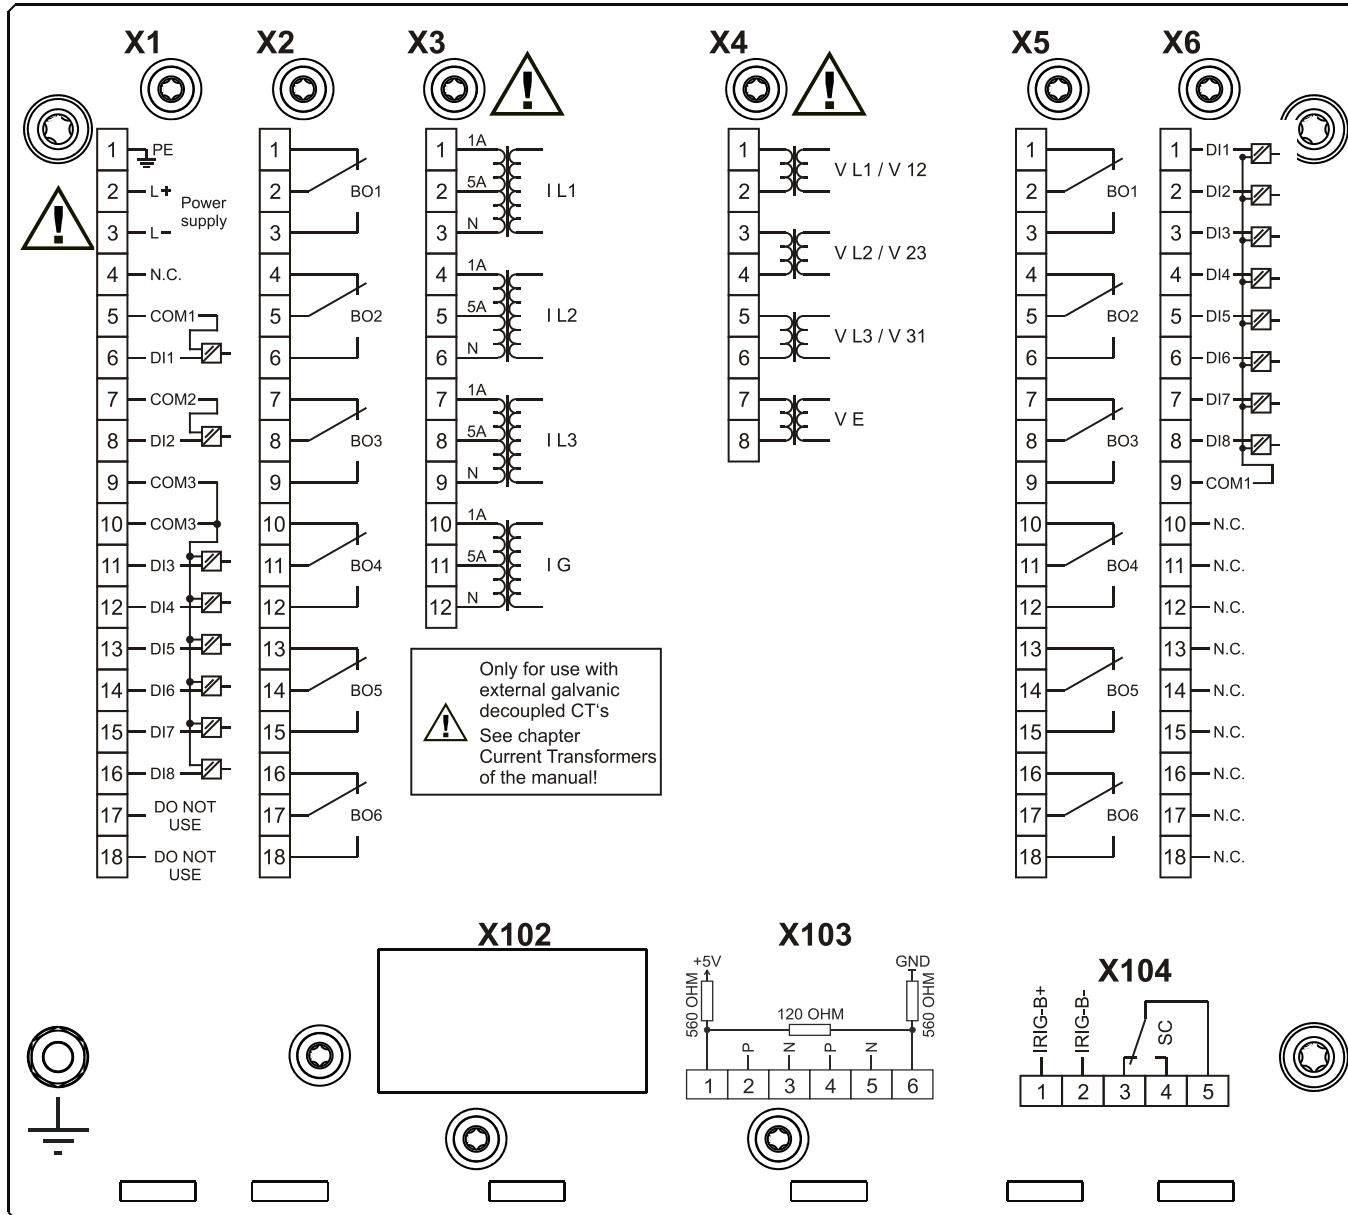 X1
X2
X3
X4
X5
X6
1 PE
2 L+
Power
supply
3 L-
4 N.C.
5 COM1
6 DI1
7 COM2
8 DI2
9 COM3
10 COM3
11 DI3
12 DI4
13 DI5
14 DI6
15 DI7
16 DI8
17 DO NOT
USE
18 DO NOT
USE
1
2 BO1
3
4
5 BO2
6
7
8 BO3
9
10
11 BO4
12
13
14 BO5
15
16
17 BO6
18
!
1 1A
2 5A I L1
3 N
4 1A
5 5A I L2
6 N
7 1A
8 5A I L3
9 N
10 1A
11 5A I G
12 N
!
Only for use with
external galvanic
decoupled CT‘s
See chapter
Current Transformers
of the manual!
!
1
V L1 / V 12
2
3
V L2 / V 23
4
5
V L3 / V 31
6
7
V E
8
!
1
2 BO1
3
4
5 BO2
6
7
8 BO3
9
10
11 BO4
12
13
14 BO5
15
16
17 BO6
18
1 DI1
2 DI2
3 DI3
4 DI4
5 DI5
6 DI6
7 DI7
8 DI8
9 COM1
10 N.C.
11 N.C.
12 N.C.
13 N.C.
14 N.C.
15 N.C.
16 N.C.
17 N.C.
18 N.C.
X102
X103
+5V
GND
560 OHM
120 OHM
560 OHM
P N P N
1 2 3 4 5 6
X104
IRIG-B+
IRIG-B-
SC
1 2 3 4 5